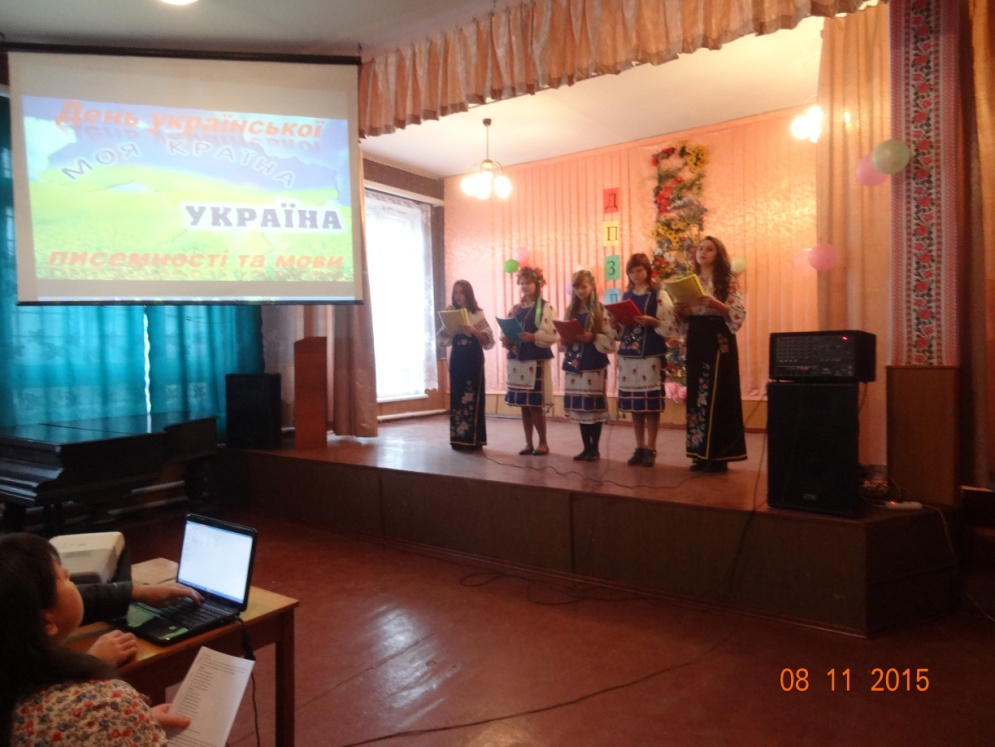 День української
МОЯ КРАЇНА
УКРАЇНА
писемності та мови
Д
П
З
П
08 11 2015